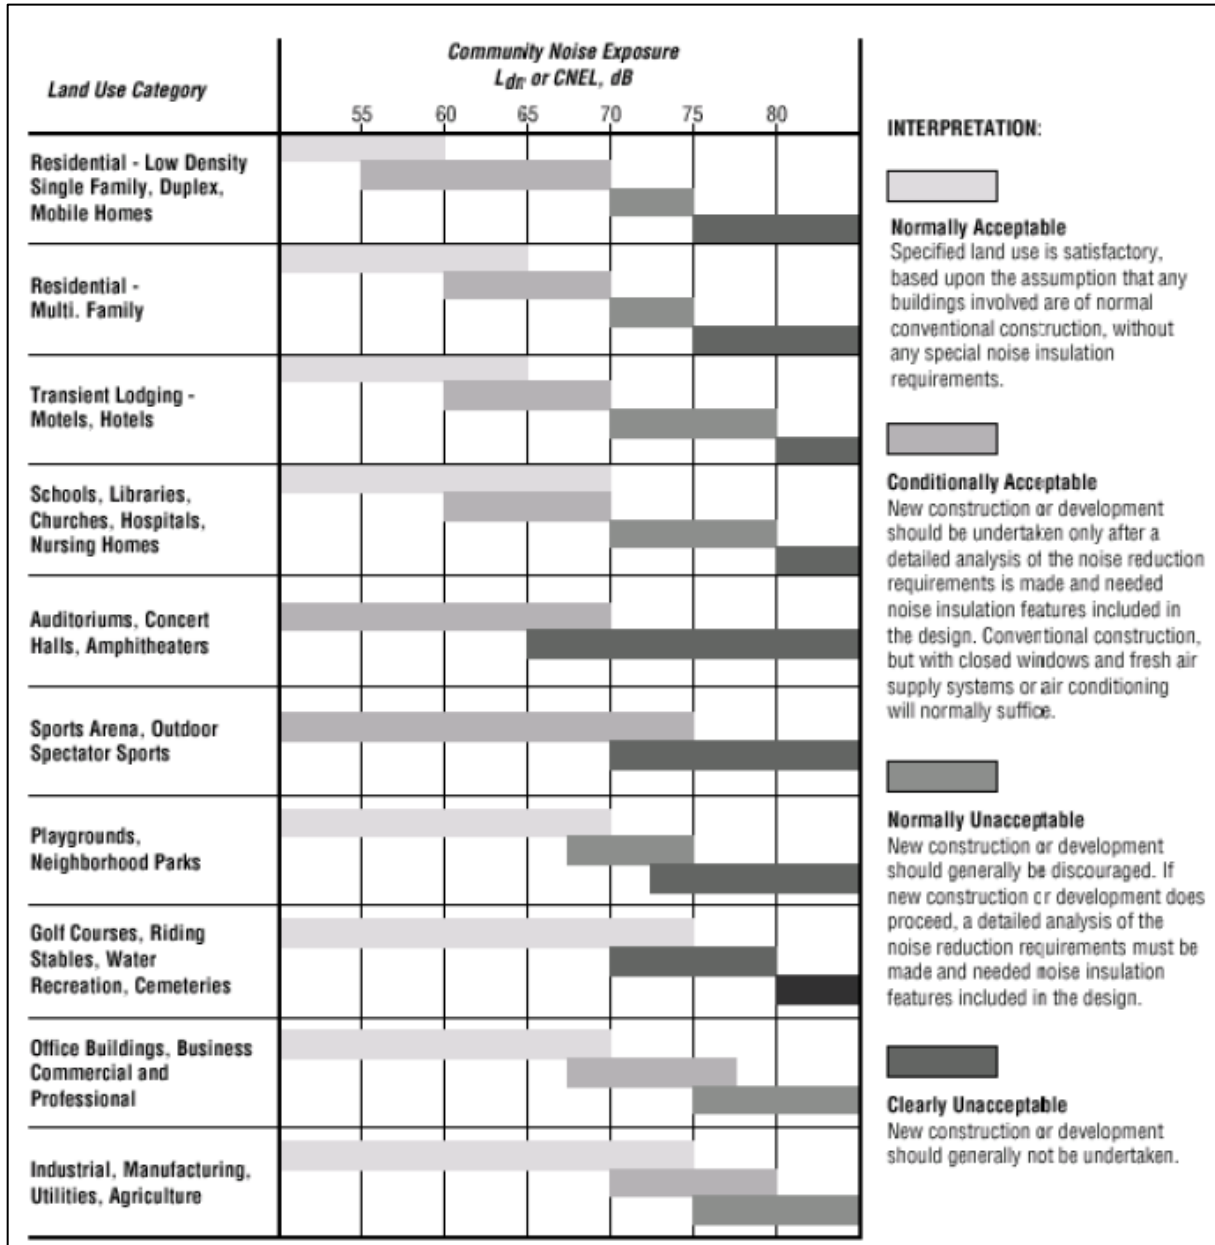 Community Noise Exposure
Ldn or CNEL, dB
Land Use Category
55 60 65 70 75 80
Residential - Low Density
Single Family, Duplex,
Mobile Homes
Residential -
Multi. Family
Transient Lodging -
Motels, Hotels
Schools, Libraries,
Churches, Hospitals,
Nursing Homes
Auditoriums, Concert
Halls, Amphitheaters
Sports Arena, Outdoor
Spectator Sports
Playgrounds,
Neighborhood Parks
Golf Courses, Riding
Stables, Water
Recreation, Cemeteries
Office Buildings, Business
Commercial and
Professional
Industrial, Manufacturing,
Utilities, Agriculture
INTERPRETATION:
Normally Acceptable
Specified land use is satisfactory,
based upon the assumption that any
buildings involved are of normal
conventional construction, without
any special noise insulation
requirements.
Conditionally Acceptable
New construction or development
should be undertaken only after a
detailed analysis of the noise reduction
requirements is made and needed
noise insulation features included in
the design. Conventional construction,
but with closed windows and fresh air
supply systems or air conditioning
will normally suffice.
Normally Unacceptable
New construction or development
should generally be discouraged. If
new construction or development does
proceed, a detailed analysis of the
noise reduction requirements must be
made and needed noise insulation
features included in the design.
Clearly Unacceptable
New construction or development
should generally not be undertaken.